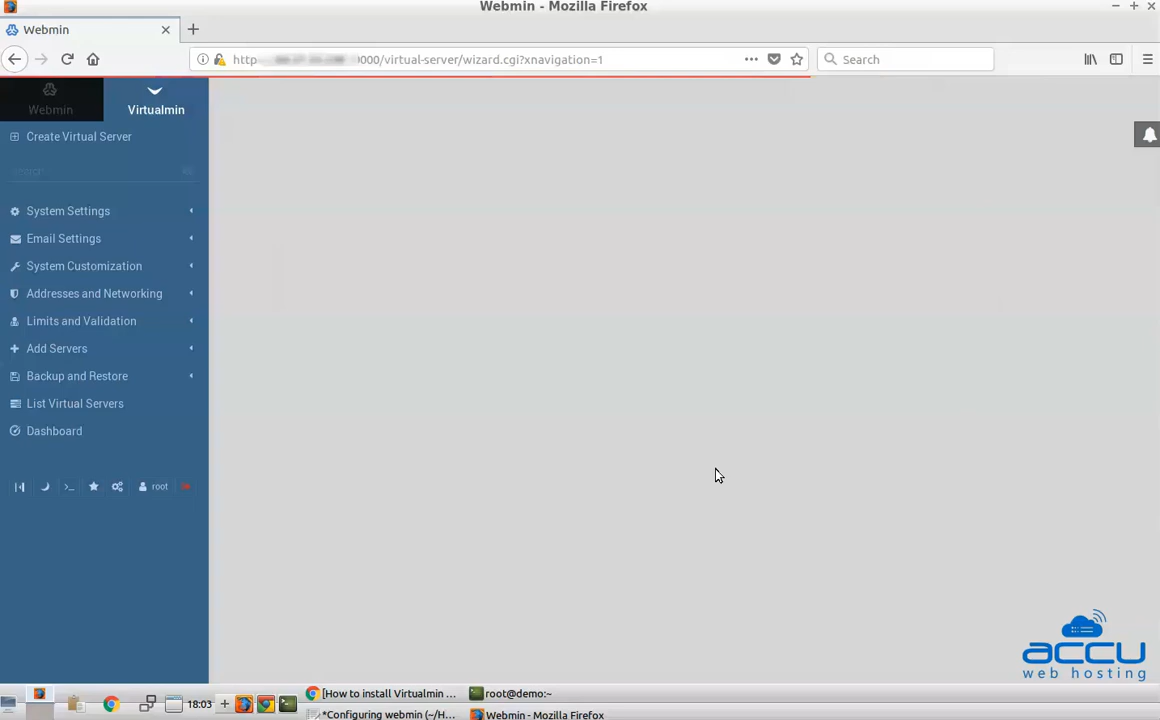 Webmin - Mozilla Firefox
Webmin
/virtual-server/wizard.cgi?xnavigation=1
Search
Webmin
Virtualmin
Create Virtual Server
Search
System Settings
Email Settings
System Customization
Addresses and Networking
Limits and Validation
Add Servers
Backup and Restore
List Virtual Servers
Dashboard
root
accu
web hosting
18:03
[How to install Virtualmin ...
root@demo:~
*Configuring webmin (~/H...
Webmin - Mozilla Firefox